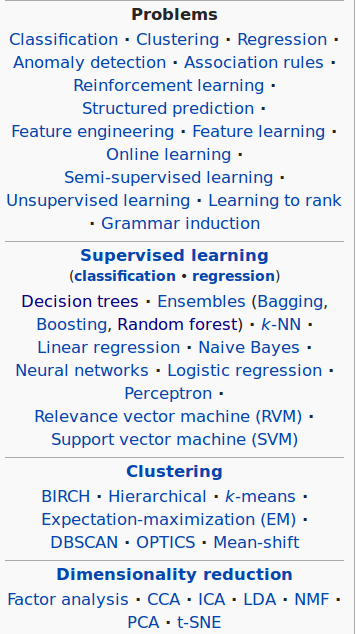 Problems
Classification · Clustering · Regression ·
Anomaly detection · Association rules ·
Reinforcement learning ·
Structured prediction ·
Feature engineering · Feature learning ·
Online learning ·
Semi-supervised learning ·
Unsupervised learning · Learning to rank
· Grammar induction
Supervised learning
(classification • regression)
Decision trees · Ensembles (Bagging,
Boosting, Random forest) · k-NN ·
Linear regression · Naive Bayes ·
Neural networks · Logistic regression ·
Perceptron ·
Relevance vector machine (RVM) ·
Support vector machine (SVM)
Clustering
BIRCH · Hierarchical · k-means ·
Expectation-maximization (EM) ·
DBSCAN · OPTICS · Mean-shift
Dimensionality reduction
Factor analysis · CCA · ICA · LDA · NMF ·
PCA · t-SNE